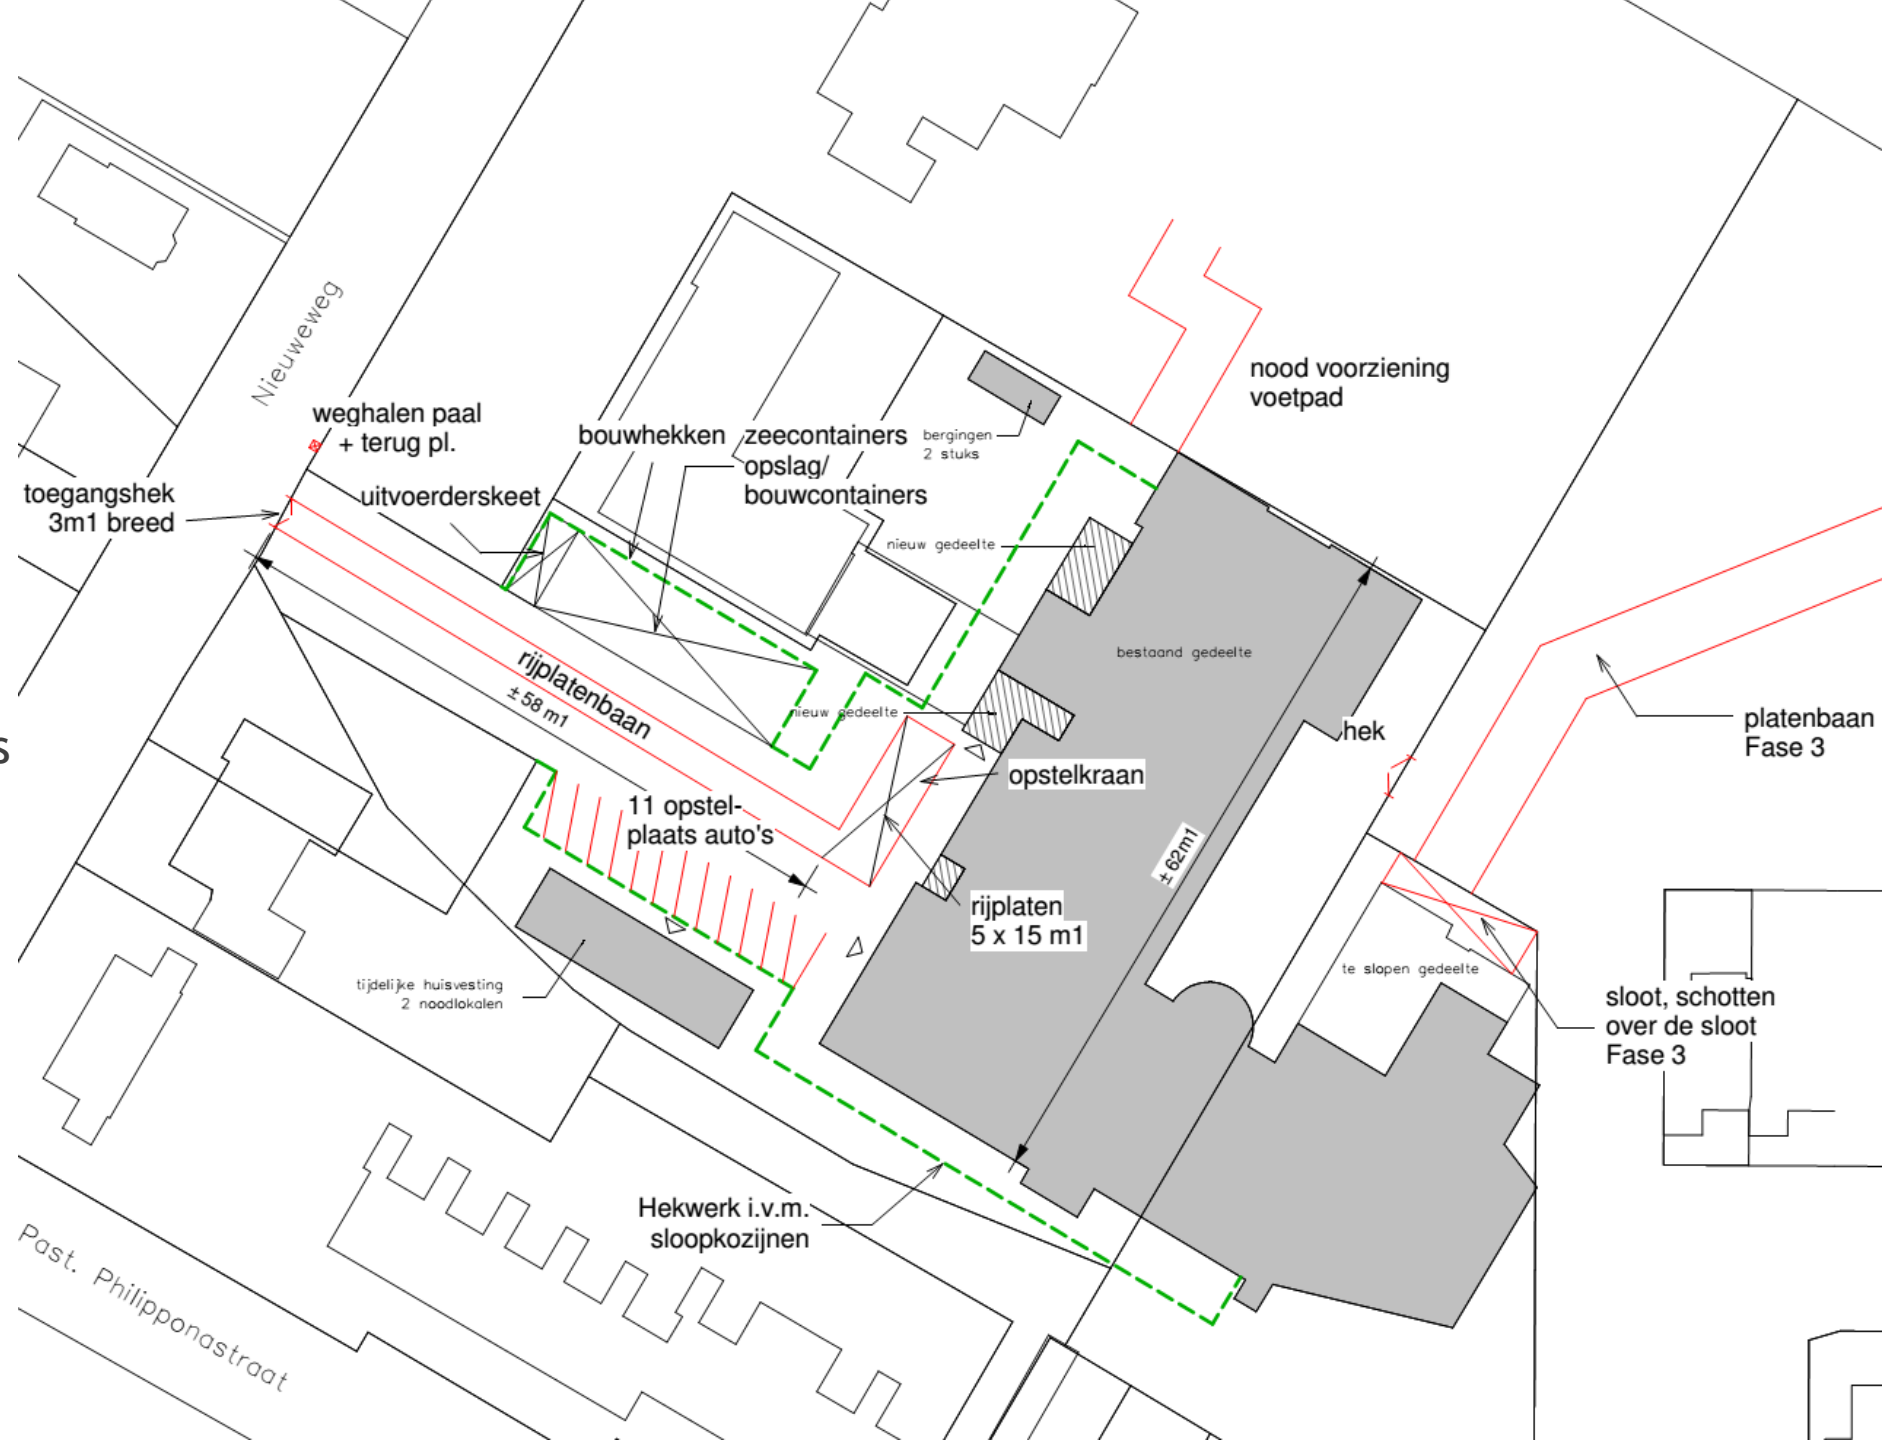 Nieuweweg
nood voorziening
voetpad
weghalen paal
+ terug pl.
bouwhekken
zeecontainers
opslag/
bouwcontainers
bergingen
2 stuks
toegangshek
3m1 breed
uitvoerderskeet
nieuw gedeelte
bestaand gedeelte
rijplatenbaan
± 58 m1
nieuw gedeelte
hek
platenbaan
Fase 3
s
opstelkraan
11 opstel-
plaats auto's
± 62m1
rijplaten
5 x 15 m1
te slopen gedeelte
tijdelijke huisvesting
2 noodlokalen
sloot, schotten
over de sloot
Fase 3
Hekwerk i.v.m.
sloopkozijnen
Past. Philipponastraat